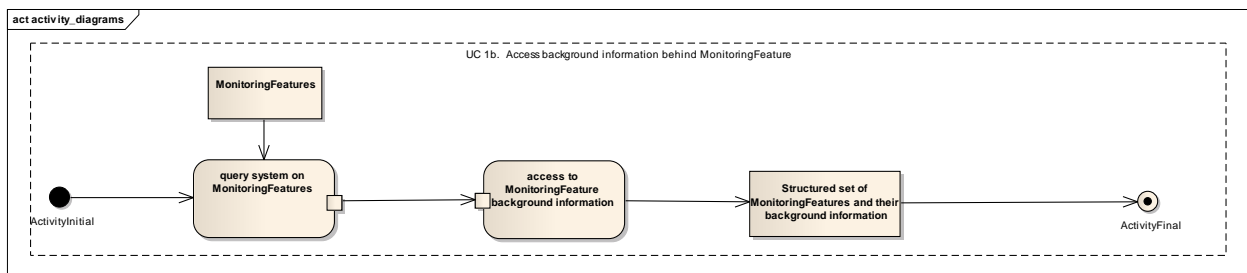 act activity_diagrams
UC 1b. Access background information behind MonitoringFeature
MonitoringFeatures
query system on
MonitoringFeatures
access to
MonitoringFeature
background information
Structured set of
MonitoringFeatures and their
background information
ActivityInitial
ActivityFinal